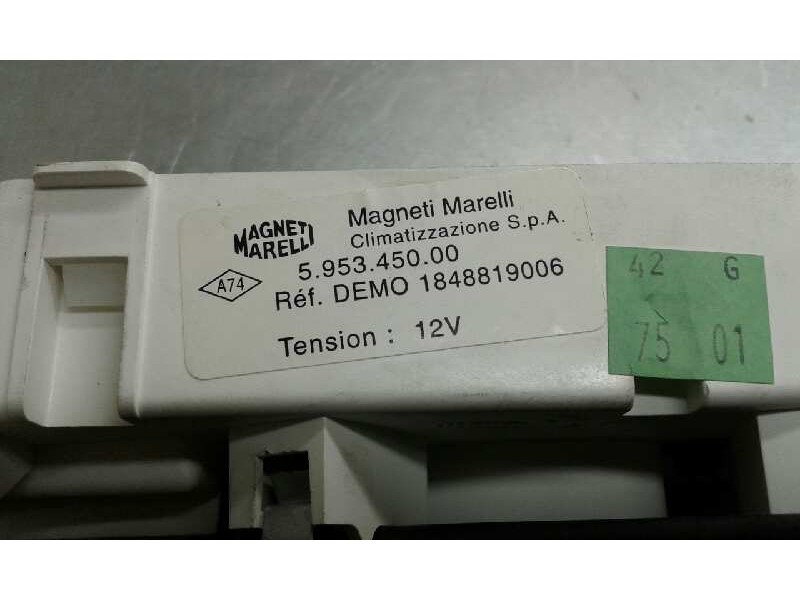 MAGNETI
MARELLI
Magneti Marelli
Climatizzazione S.p.A.
5.953.450.00
A74
Réf. DEMO 1848819006
Tension : 12V
42 G
75 01